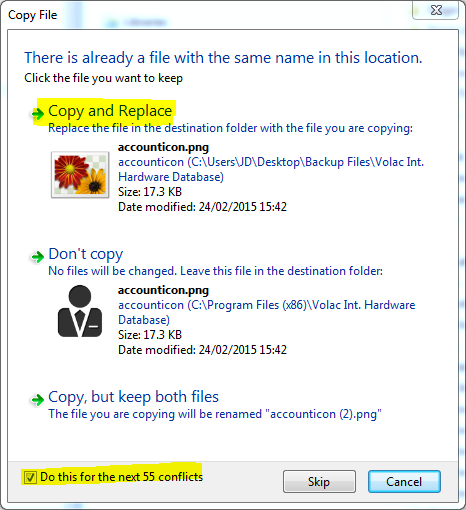 Copy File
There is already a file with the same name in this location.
Click the file you want to keep
Copy and Replace
Replace the file in the destination folder with the file you are copying:
accounticon.png
accounticon (C:\Users\JD\Desktop\Backup Files\Volac Int.
Hardware Database)
Size: 17.3 KB
Date modified: 24/02/2015 15:42
Don't copy
No files will be changed. Leave this file in the destination folder:
accounticon.png
accounticon (C:\Program Files (x86)\Volac Int. Hardware
Database)
Size: 17.3 KB
Date modified: 24/02/2015 15:42
Copy, but keep both files
The file you are copying will be renamed "accounticon (2).png"
Do this for the next 55 conflicts
Skip
Cancel